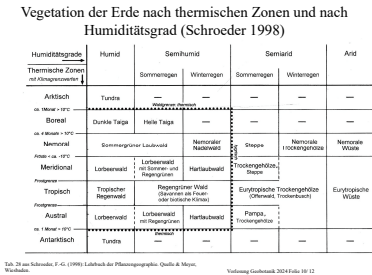 Vegetation der Erde nach thermischen Zonen und nach
Humiditätsgrad (Schroeder 1998)
Humiditätsgrade Humid Semihumid Semiarid Arid
Thermische Zonen
mit Klimagrenzwerten Sommerregen Winterregen Sommerregen Winterregen
Arktisch Tundra — — — — —
ca. 1 Monat > 10°C Waldgrenze thermisch
Boreal Dunkle Taiga Helle Taiga — — — —
ca. 4 Monate > 10°C
Nemoral Sommergrüner Laubwald Nemoraler Nadelwald Steppe Nemorale Trockengehölze Nemorale Wüste
Fröste < ca. -10°C
Meridional Lorbeerwald Lorbeerwald mit Sommer- und Regengrünen Hartlaubwald Trockengehölze, Steppe
Frostgrenze
Tropisch Tropischer Regenwald Regengrüner Wald (Savannen als Feuer- oder biotische Klimax) Eurytropische Trockengehölze (Offenwald, Trockenbusch) Eurytropische Wüste
Frostgrenze
Austral Lorbeerwald Lorbeerwald mit Regengrünen Hartlaubwald Pampa, Trockengehölze
ca. 1 Monat > 10°C thermisch
Antarktisch Tundra — — — — —
Tab. 28 aus Schroeder, F.-G. (1998): Lehrbuch der Pflanzengeographie. Quelle & Meyer,
Wiesbaden.
Vorlesung Geobotanik 2024 Folie 10/ 12